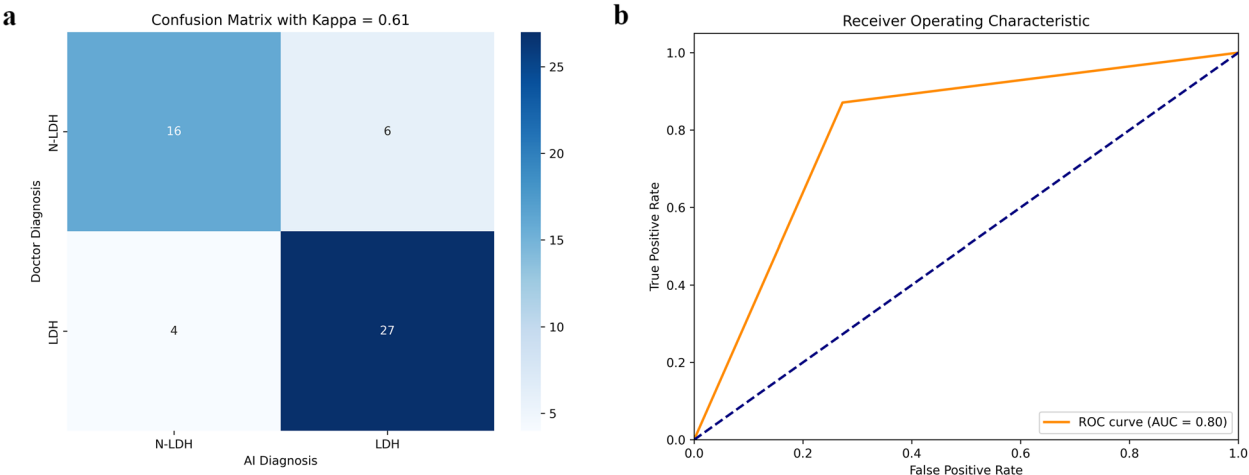 a
Confusion Matrix with Kappa = 0.61
N-LDH
LDH
Doctor Diagnosis
16
6
4
27
N-LDH
LDH
AI Diagnosis
25
20
15
10
5
b
Receiver Operating Characteristic
1.0
0.8
0.6
0.4
0.2
0.0
True Positive Rate
ROC curve (AUC = 0.80)
0.0
0.2
0.4
0.6
0.8
1.0
False Positive Rate